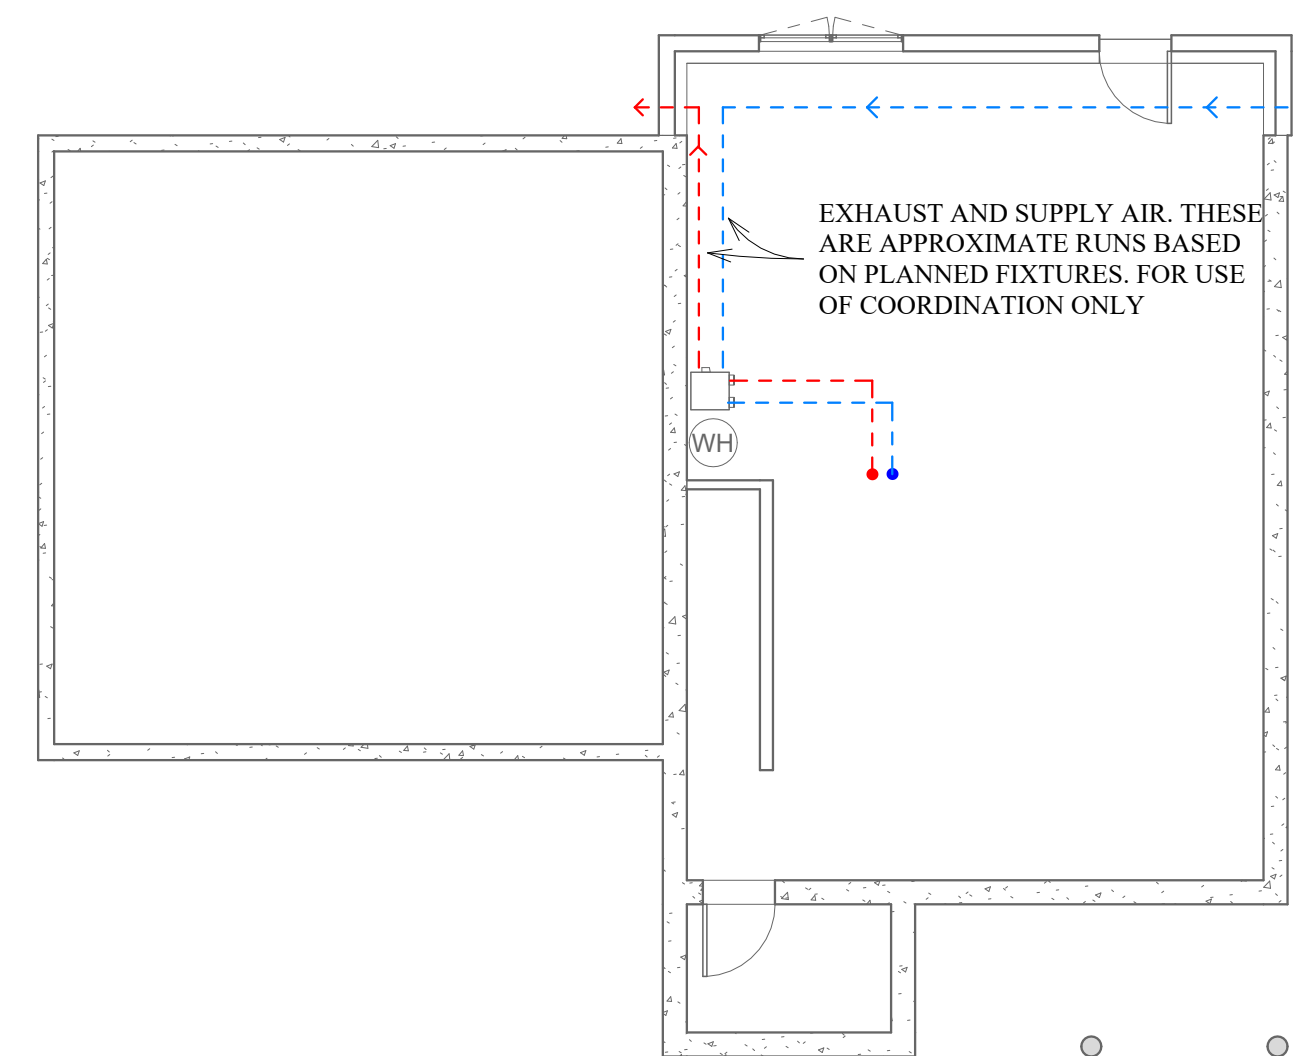 EXHAUST AND SUPPLY AIR. THESE
ARE APPROXIMATE RUNS BASED
ON PLANNED FIXTURES. FOR USE
OF COORDINATION ONLY
WH